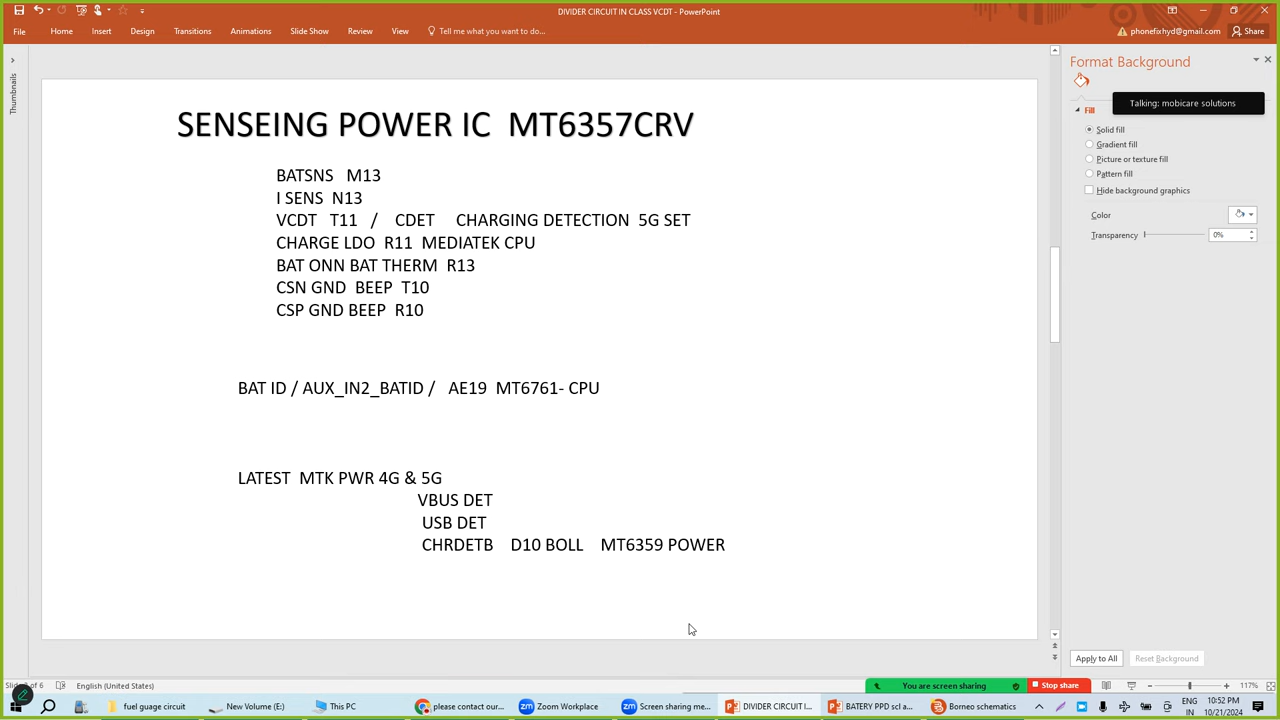 DIVIDER CIRCUIT IN CLASS VCDT - PowerPoint
File Home Insert Design Transitions Animations Slide Show Review View Tell me what you want to do... phonefixhyd@gmail.com Share
Thumbnails
Format Background
Talking: mobicare solutions
Fill
Solid fill
Gradient fill
Picture or texture fill
Pattern fill
Hide background graphics
Color
Transparency 0%
SENSEING POWER IC MT6357CRV
BATSNS M13
I SENS N13
VCDT T11 / CDET CHARGING DETECTION 5G SET
CHARGE LDO R11 MEDIATEK CPU
BAT ONN BAT THERM R13
CSN GND BEEP T10
CSP GND BEEP R10
BAT ID / AUX_IN2_BATID / AE19 MT6761- CPU
LATEST MTK PWR 4G & 5G
VBUS DET
USB DET
CHRDETB D10 BOLL MT6359 POWER
Apply to All Reset Background
of 6 English (United States) You are screen sharing Stop share 117%
fuel guage circuit New Volume (E:) This PC please contact our... Zoom Workplace Screen sharing me... DIVIDER CIRCUIT I... BATERY PPD scl a... Borneo schematics ENG IN 10:52 PM 10/21/2024